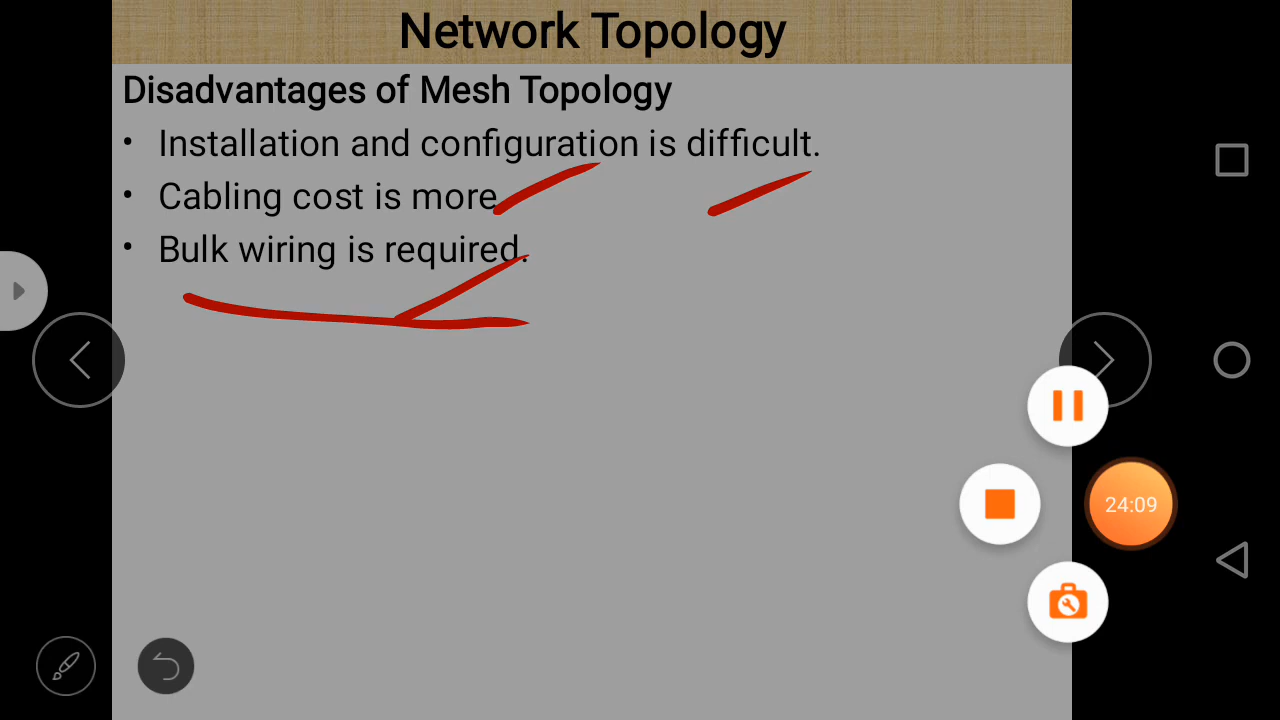 Network Topology
Disadvantages of Mesh Topology
• Installation and configuration is difficult.
• Cabling cost is more.
• Bulk wiring is required.
24:09